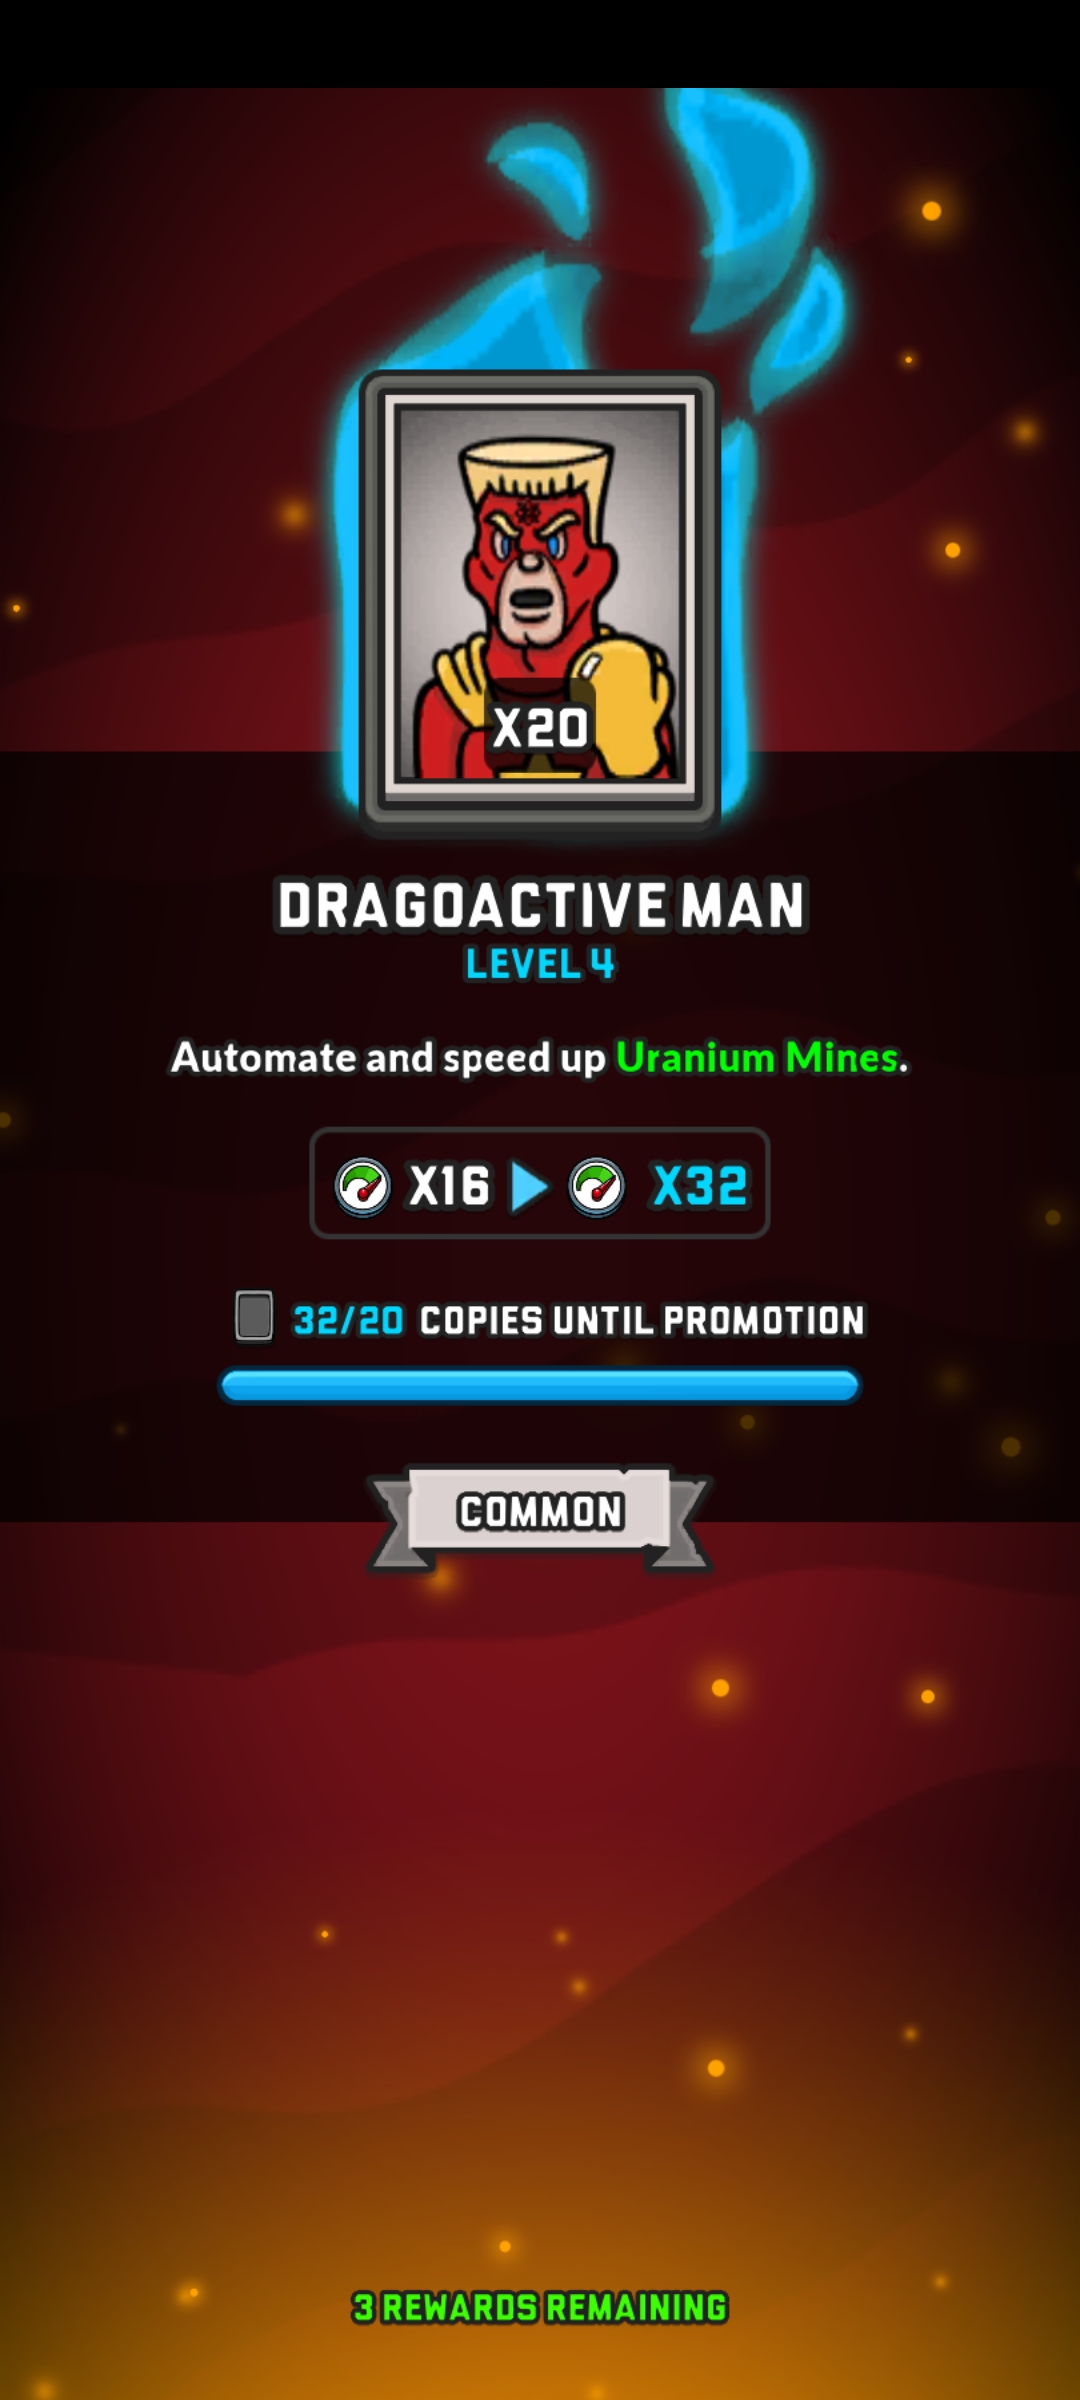 X20
DRAGOACTIVE MAN
LEVEL 4
Automate and speed up Uranium Mines.
X16 X32
32/20 COPIES UNTIL PROMOTION
COMMON
3 REWARDS REMAINING